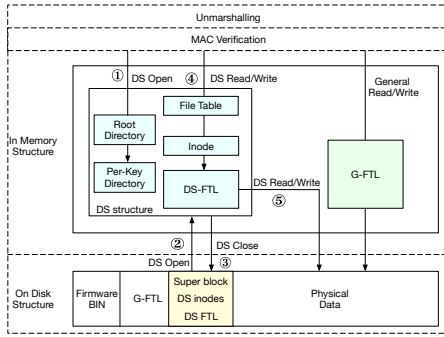 Unmarshalling
MAC Verification
① DS Open
④ DS Read/Write
General
Read/Write
In Memory
Structure
File Table
Root
Directory
Inode
Per-Key
Directory
DS-FTL
DS structure
G-FTL
DS Read/Write
⑤
②
DS Open
DS Close
③
On Disk
Structure
Firmware
BIN
G-FTL
Super block
DS inodes
DS FTL
Physical
Data